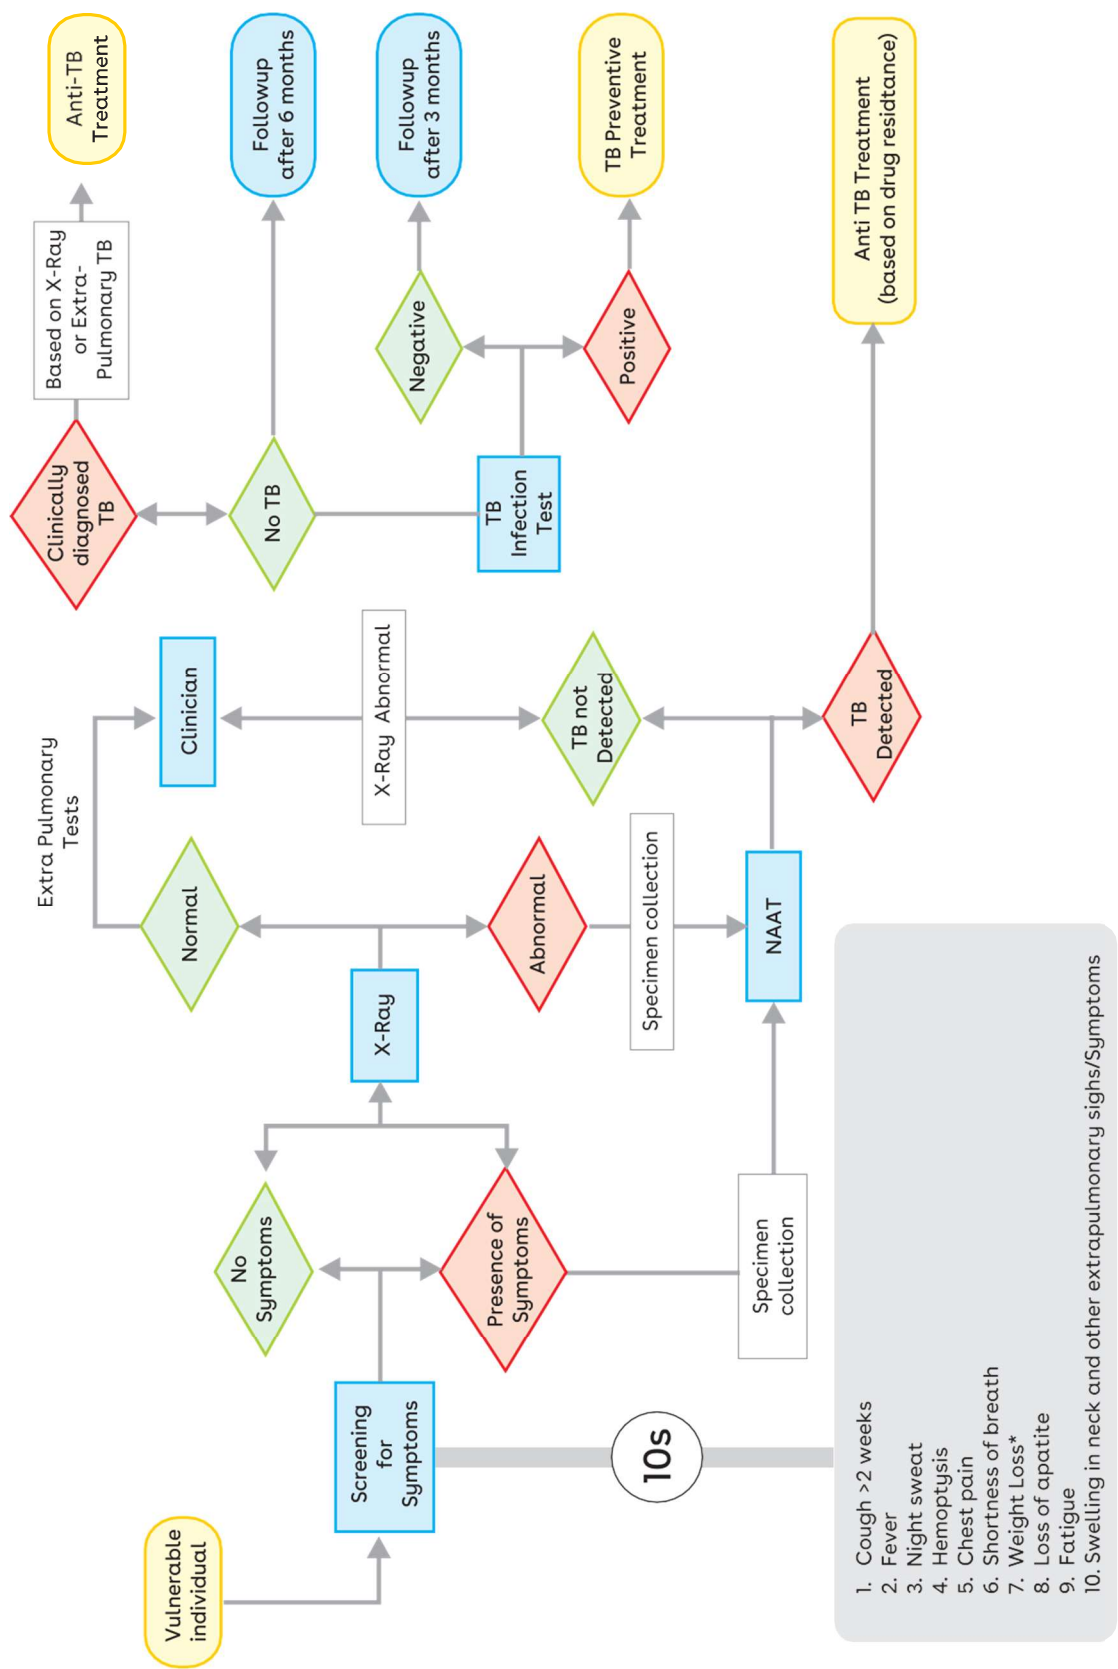 Vulnerable
individual
Screening
for
Symptoms
10s
1. Cough >2 weeks
2. Fever
3. Night sweat
4. Hemoptysis
5. Chest pain
6. Shortness of breath
7. Weight Loss*
8. Loss of apatite
9. Fatigue
10. Swelling in neck and other extrapulmonary sighs/Symptoms
No
Symptoms
Presence of
Symptoms
Specimen
collection
X-Ray
Normal
Abnormal
Specimen collection
NAAT
Extra Pulmonary
Tests
Clinician
X-Ray Abnormal
TB not
Detected
TB
Detected
Clinically
diagnosed
TB
No TB
TB
Infection
Test
Based on X-Ray
or Extra-
Pulmonary TB
Negative
Positive
Anti-TB
Treatment
Followup
after 6 months
Followup
after 3 months
TB Preventive
Treatment
Anti TB Treatment
(based on drug residtance)